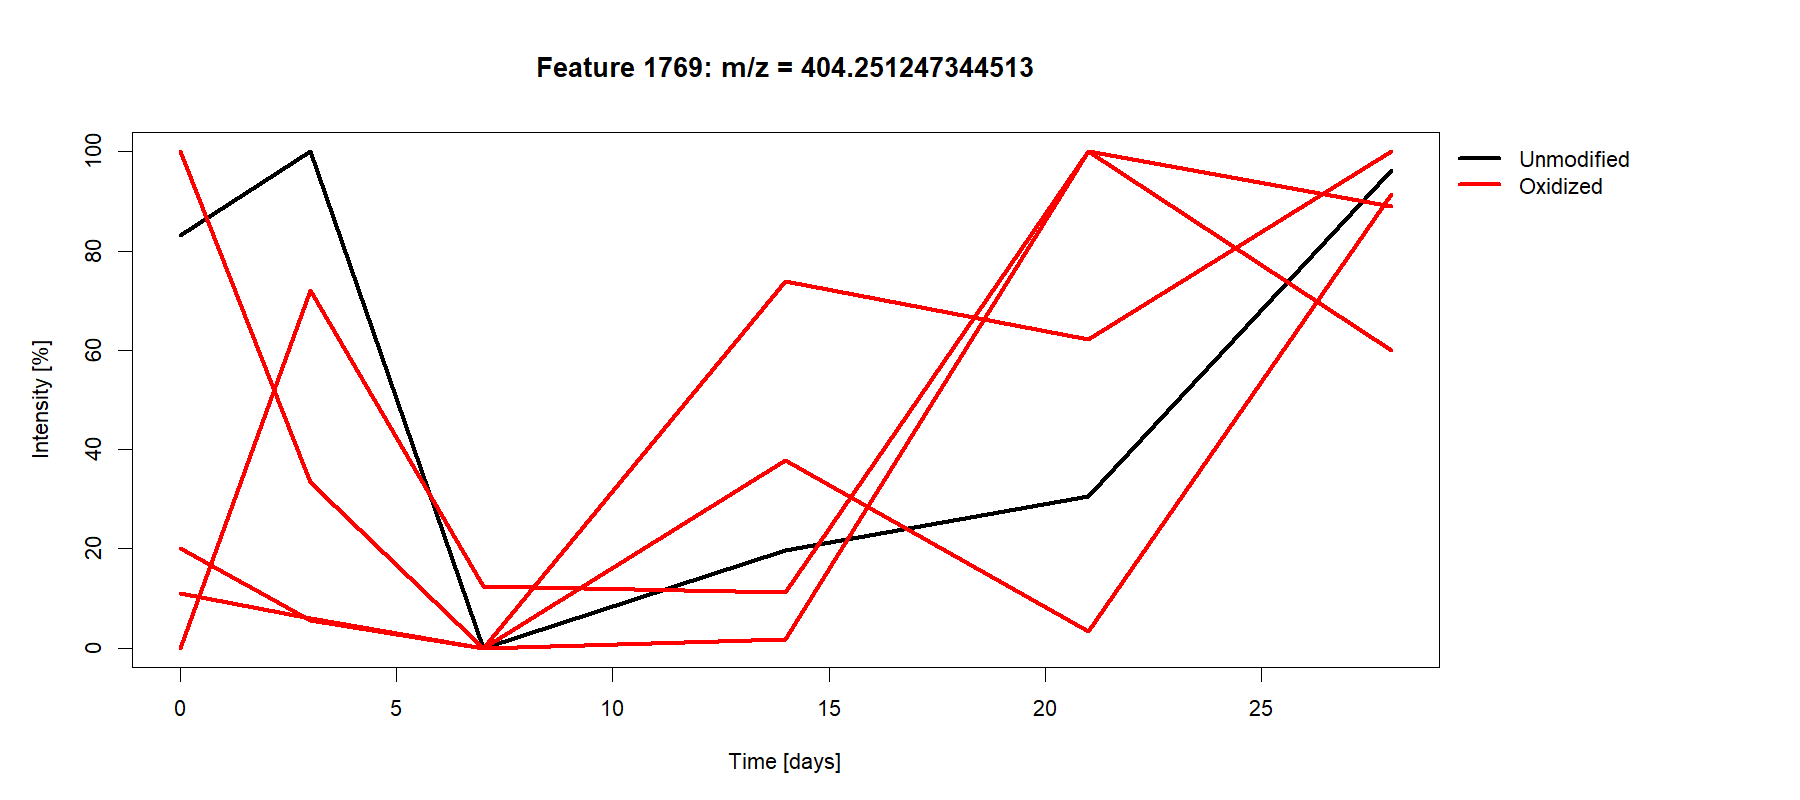 Feature 1769: m/z = 404.251247344513
100
80
60
40
20
0
Intensity [%]
0 5 10 15 20 25
Time [days]
Unmodified
Oxidized